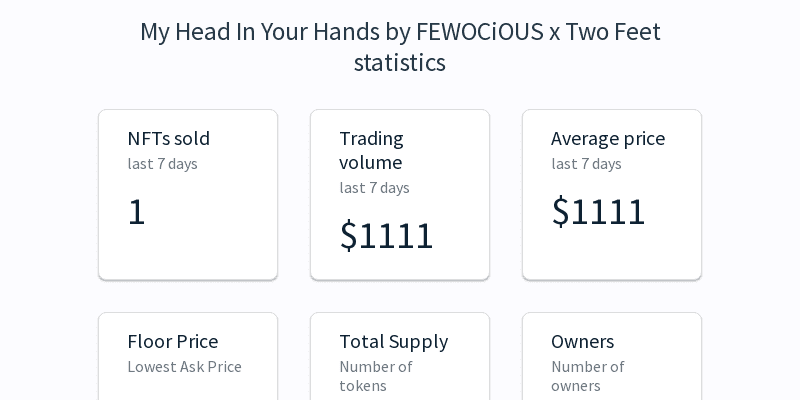 My Head In Your Hands by FEWOCiOUS x Two Feet
statistics
NFTs sold
last 7 days
1
Trading
volume
last 7 days
$1111
Average price
last 7 days
$1111
Floor Price
Lowest Ask Price
Total Supply
Number of
tokens
Owners
Number of
owners